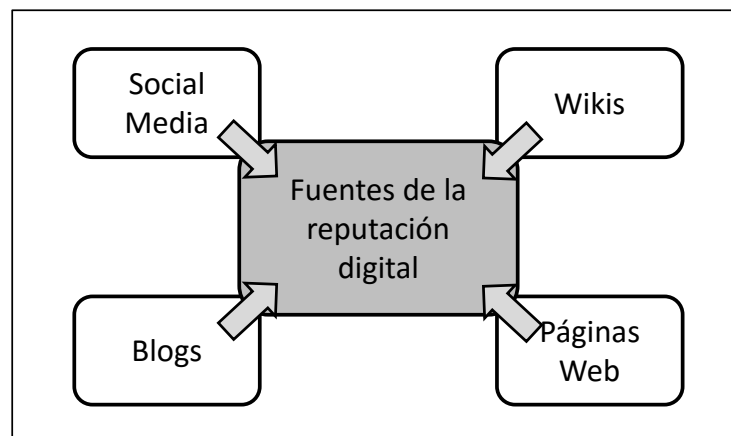 Social
Media
Wikis
Fuentes de la
reputación
digital
Blogs
Páginas
Web